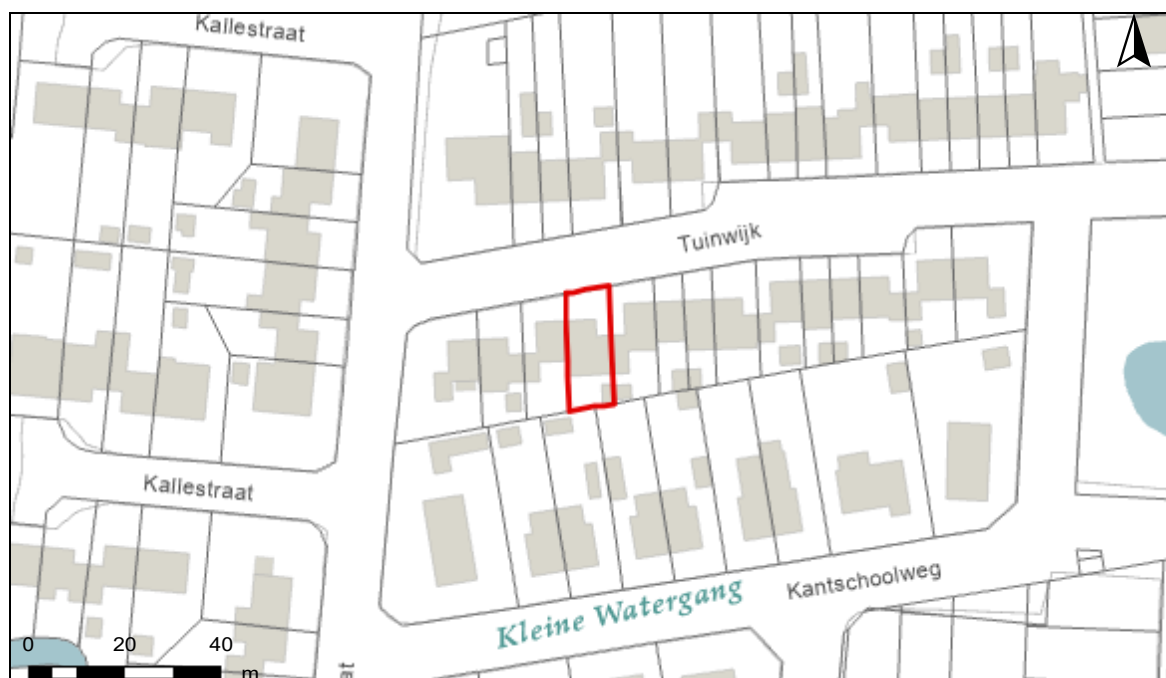 Kallestraat
Tuinwijk
Kallestraat
Kantschoolweg
Kleine Watergang
0 20 40
m